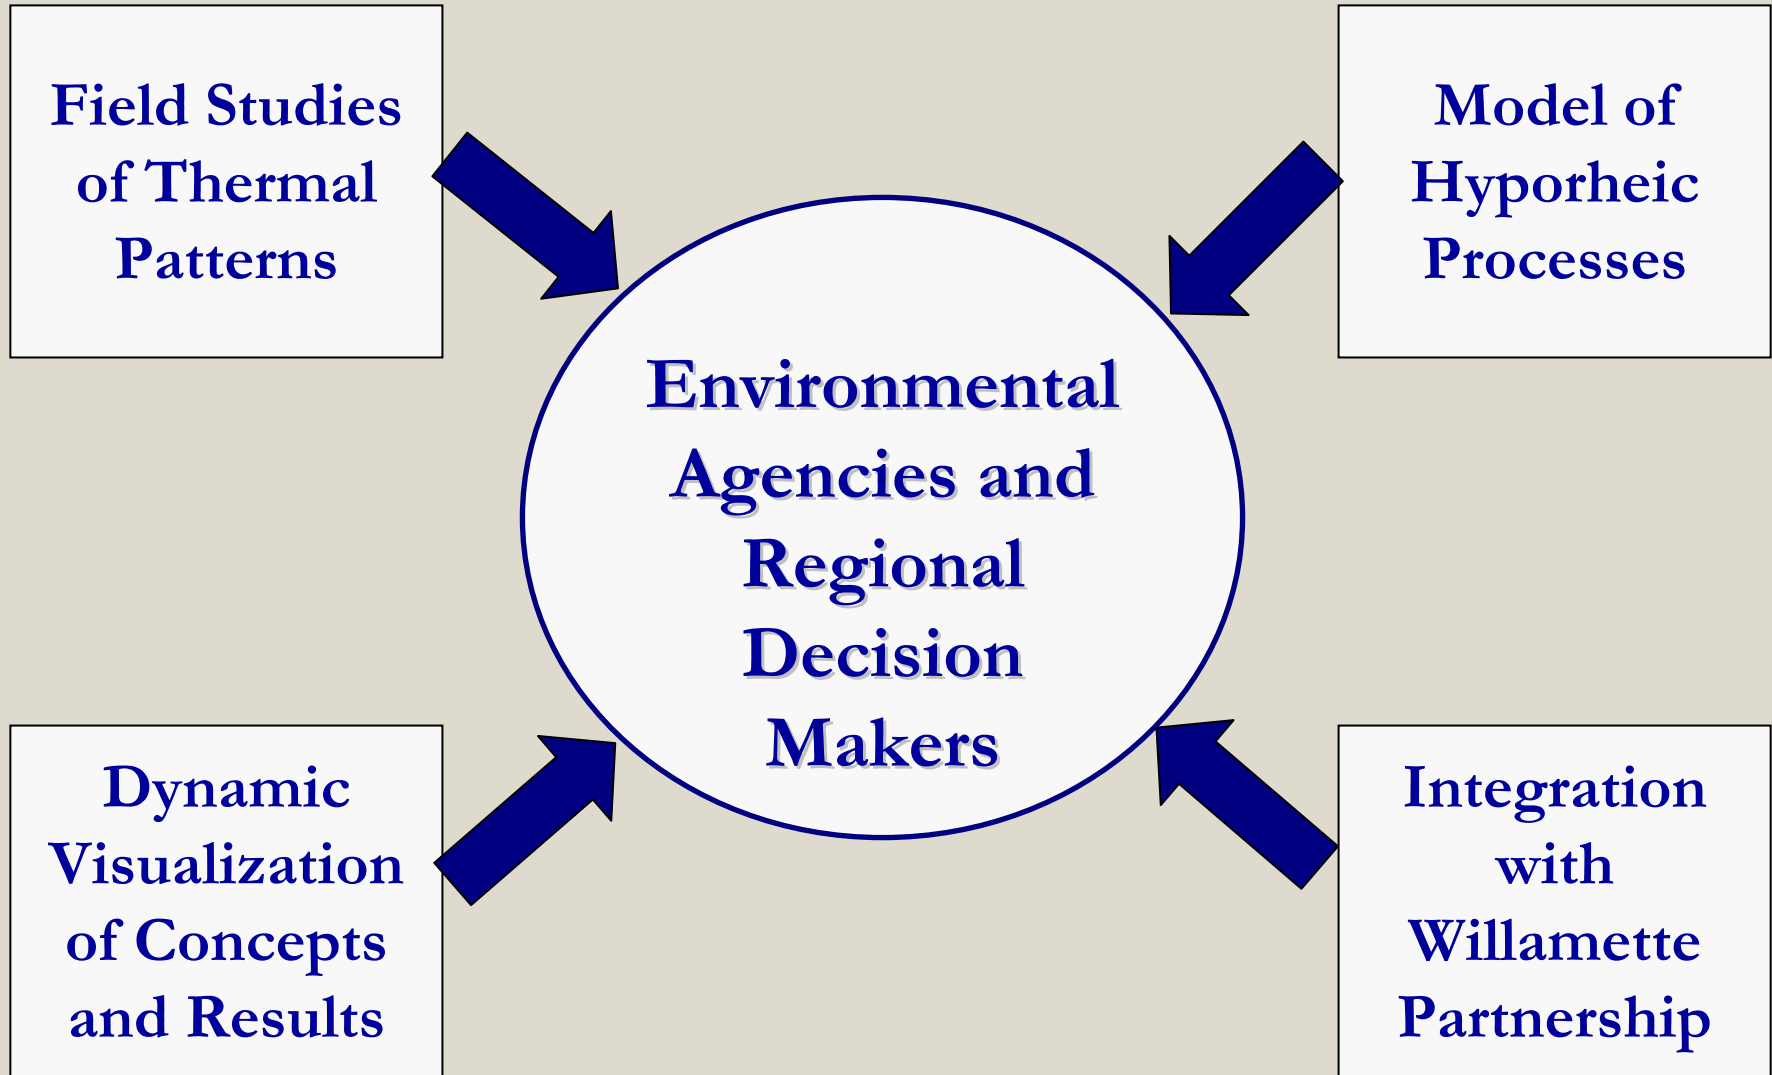 Field Studies
of Thermal
Patterns
Model of
Hyporheic
Processes
Environmental
Agencies and
Regional
Decision
Makers
Dynamic
Visualization
of Concepts
and Results
Integration
with
Willamette
Partnership